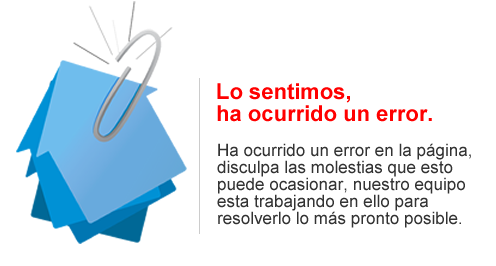 Lo sentimos,
ha ocurrido un error.
Ha ocurrido un error en la página,
disculpa las molestias que esto
puede ocasionar, nuestro equipo
esta trabajando en ello para
resolverlo lo más pronto posible.